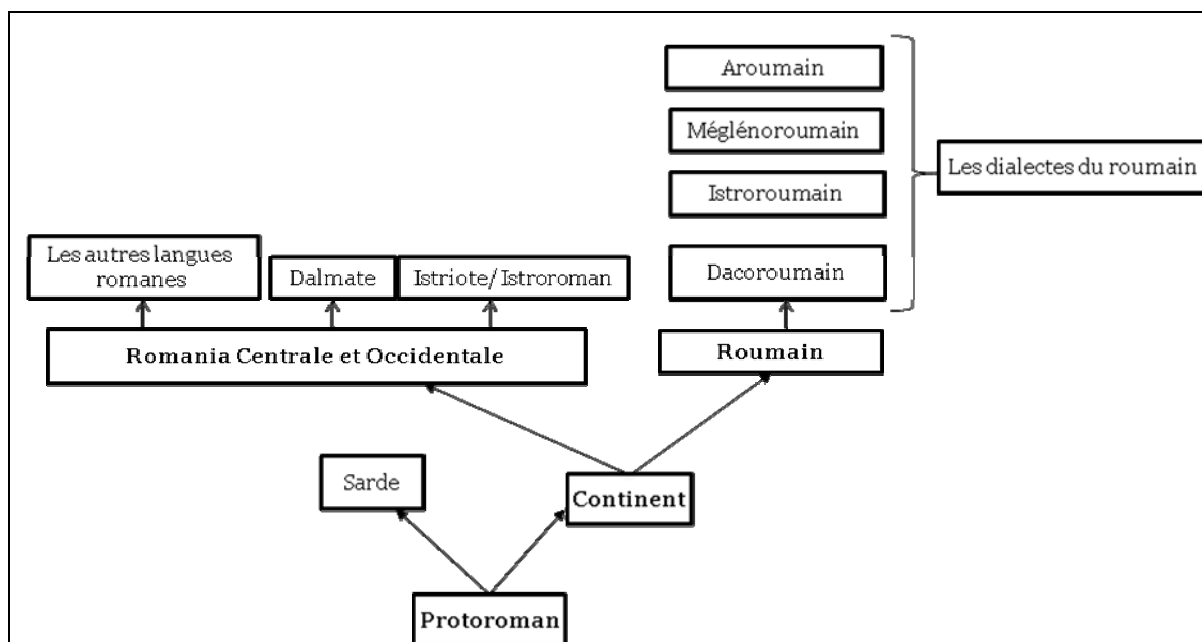 Aroumain
Méglénoroumain
Les dialectes du roumain
Istroroumain
Les autres langues
romanes
Dalmate
Istriote/ Istroroman
Dacoroumain
Romania Centrale et Occidentale
Roumain
Sarde
Continent
Protoroman